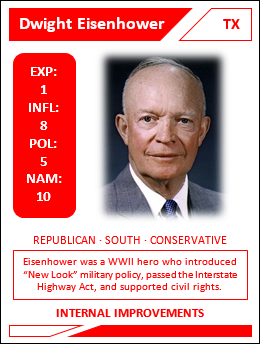 Dwight Eisenhower
TX
EXP:
1
INFL:
8
POL:
5
NAM:
10
REPUBLICAN · SOUTH · CONSERVATIVE
Eisenhower was a WWII hero who introduced
“New Look” military policy, passed the Interstate
Highway Act, and supported civil rights.
INTERNAL IMPROVEMENTS